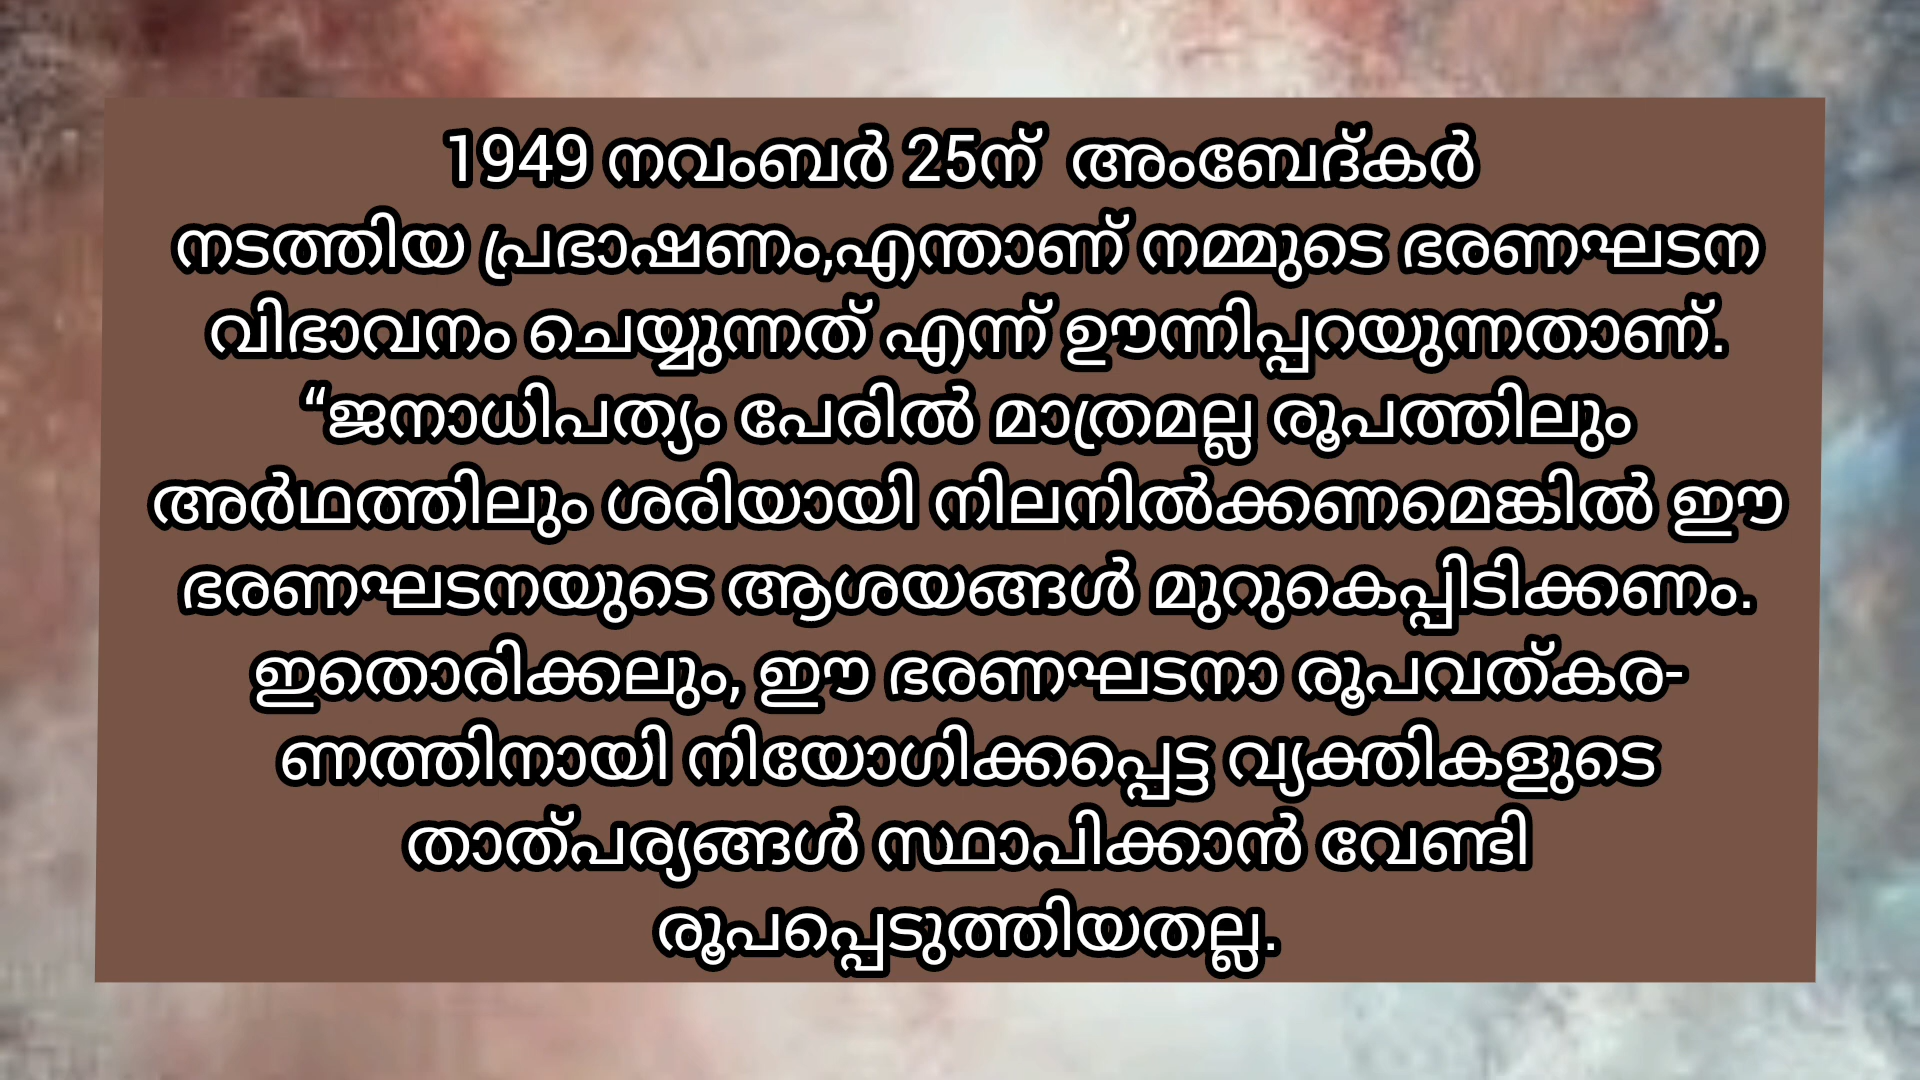 1949 നവംബർ 25ന് അംബേദ്കർ
നടത്തിയ പ്രഭാഷണം,എന്താണ് നമ്മുടെ ഭരണഘടന
വിഭാവനം ചെയ്യുന്നത് എന്ന് ഊന്നിപ്പറയുന്നതാണ്.
“ജനാധിപത്യം പേരിൽ മാത്രമല്ല രൂപത്തിലും
അർഥത്തിലും ശരിയായി നിലനിൽക്കണമെങ്കിൽ ഈ
ഭരണഘടനയുടെ ആശയങ്ങൾ മുറുകെപ്പിടിക്കണം.
ഇതൊരിക്കലും, ഈ ഭരണഘടനാ രൂപവത്കര-
ണത്തിനായി നിയോഗിക്കപ്പെട്ട വ്യക്തികളുടെ
താത്പര്യങ്ങൾ സ്ഥാപിക്കാൻ വേണ്ടി
രൂപപ്പെടുത്തിയതല്ല.